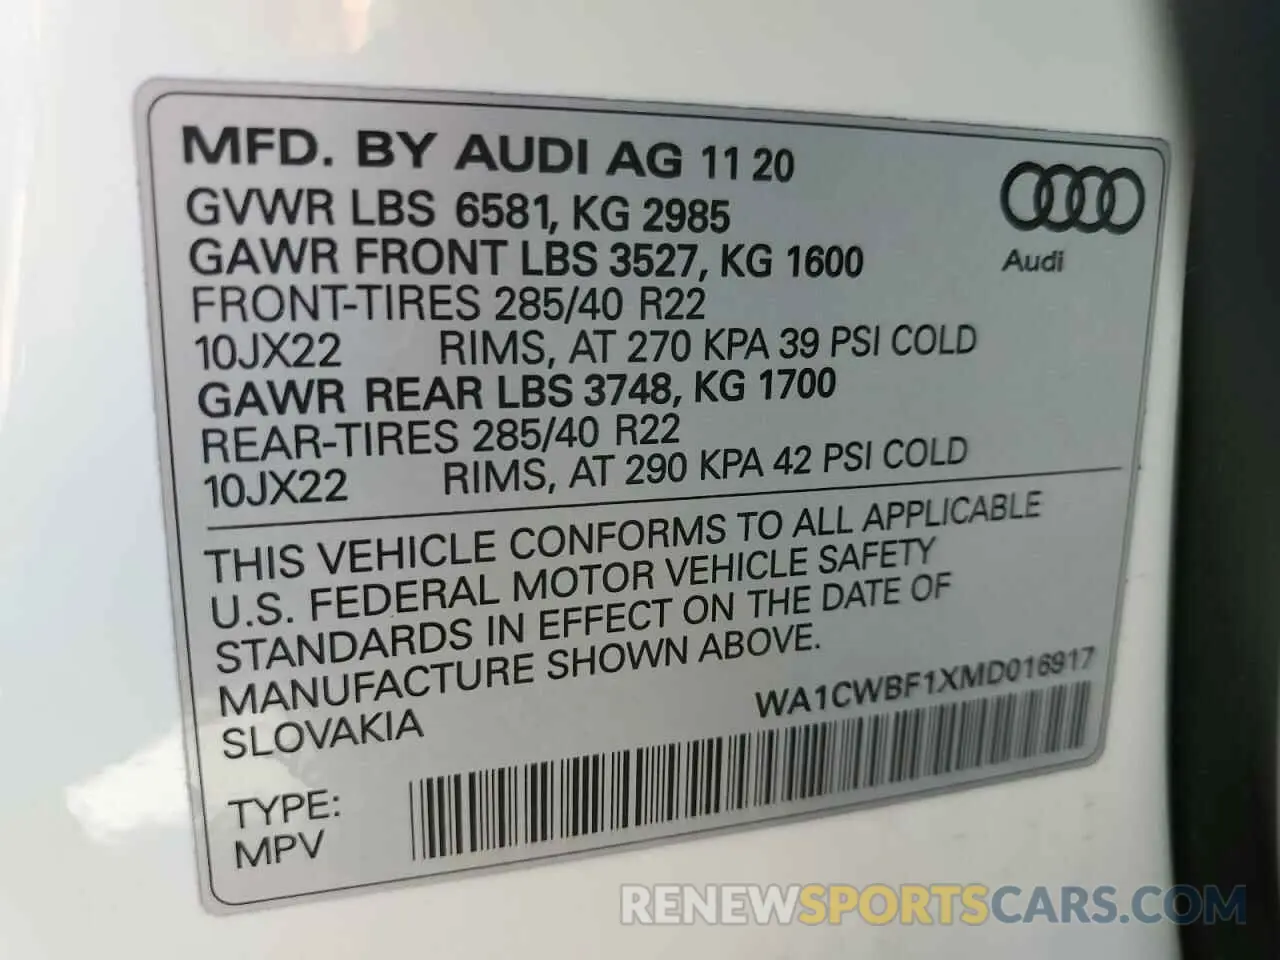 MFD. BY AUDI AG 11 20
GVWR LBS 6581, KG 2985
GAWR FRONT LBS 3527, KG 1600
FRONT-TIRES 285/40 R22
10JX22 RIMS, AT 270 KPA 39 PSI COLD
GAWR REAR LBS 3748, KG 1700
REAR-TIRES 285/40 R22
10JX22 RIMS, AT 290 KPA 42 PSI COLD
Audi
THIS VEHICLE CONFORMS TO ALL APPLICABLE
U.S. FEDERAL MOTOR VEHICLE SAFETY
STANDARDS IN EFFECT ON THE DATE OF
MANUFACTURE SHOWN ABOVE.
SLOVAKIA
WA1CWBF1XMD016917
TYPE:
MPV
RENEWSPORTSCARS.COM